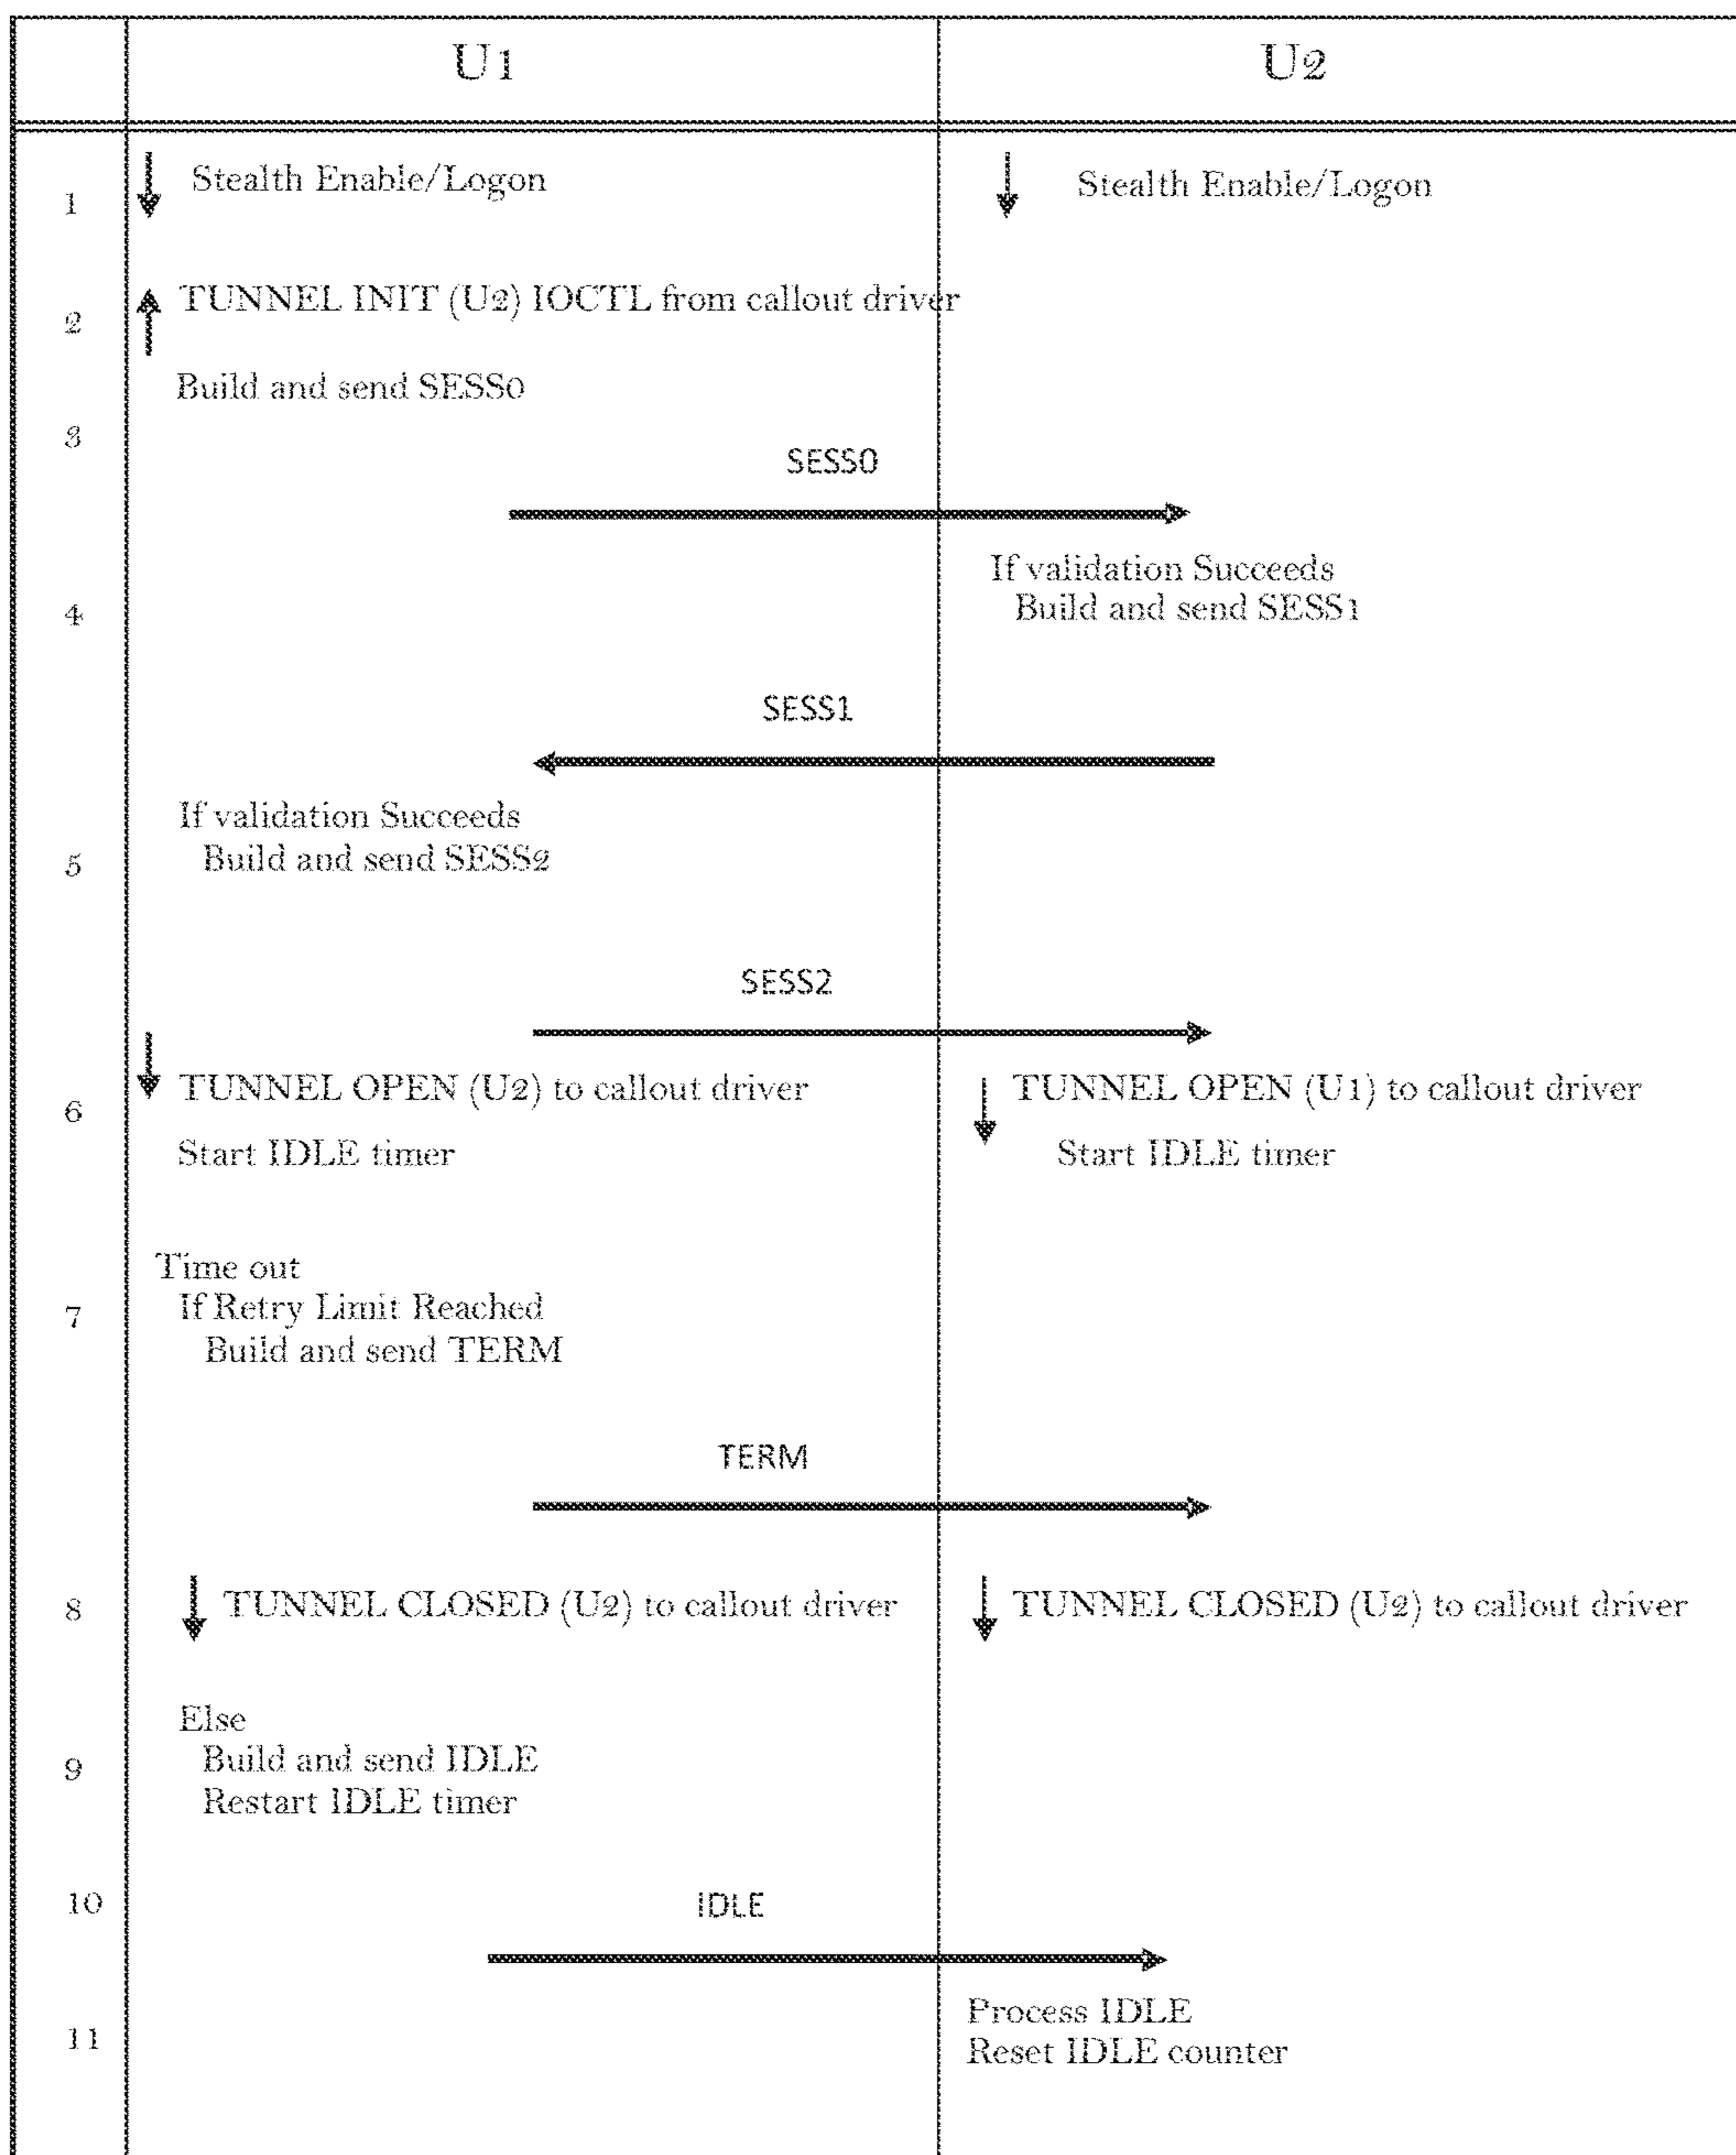 U1 U2
Stealth Enable/Logon
Stealth Enable/Logon
1
TUNNEL INIT (U2) IOCTL from callout driver
2
Build and send SESS0
3
SESS0
If validation Succeeds
Build and send SESS1
4
SESS1
If validation Succeeds
Build and send SESS2
5
SESS2
TUNNEL OPEN (U2) to callout driver
TUNNEL OPEN (U1) to callout driver
6
Start IDLE timer
Start IDLE timer
Time out
If Retry Limit Reached
7
Build and send TERM
TERM
8
TUNNEL CLOSED (U2) to callout driver
TUNNEL CLOSED (U2) to callout driver
Else
Build and send IDLE
9
Restart IDLE timer
10
IDLE
Process IDLE
11
Reset IDLE counter